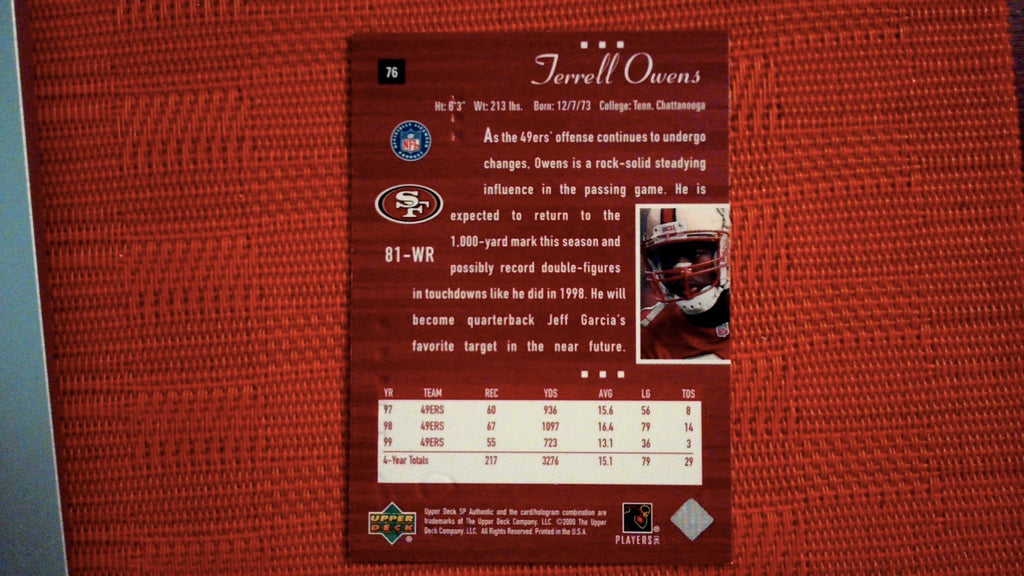 76
Terrell Owens
Ht: 6'3" Wt: 213 lbs. Born: 12/7/73 College: Tenn. Chattanooga
As the 49ers' offense continues to undergo
changes, Owens is a rock-solid steadying
influence in the passing game. He is
expected to return to the
1,000-yard mark this season and
possibly record double-figures
in touchdowns like he did in 1998. He will
become quarterback Jeff Garcia's
favorite target in the near future.
NFL
SF
81-WR
YR TEAM REC YDS AVG LG TDS
97 49ERS 60 936 15.6 56 8
98 49ERS 67 1097 16.4 79 14
99 49ERS 55 723 13.1 36 3
4-Year Totals 217 3276 15.1 79 29
UPPER DECK ®
Upper Deck SP Authentic and the card/hologram combination are
trademarks of The Upper Deck Company, LLC. ©2000 The Upper
Deck Company, LLC. All Rights Reserved. Printed in the U.S.A.
PLAYERS INC ®